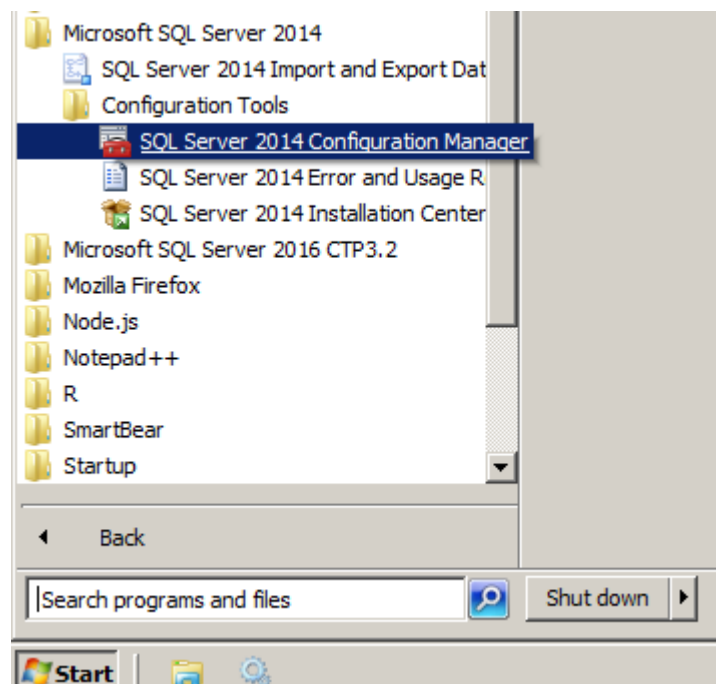 Microsoft SQL Server 2014
SQL Server 2014 Import and Export Dat
Configuration Tools
SQL Server 2014 Configuration Manager
SQL Server 2014 Error and Usage R
SQL Server 2014 Installation Center
Microsoft SQL Server 2016 CTP3.2
Mozilla Firefox
Node.js
Notepad++
R
SmartBear
Startup
Back
Search programs and files
Shut down
Start